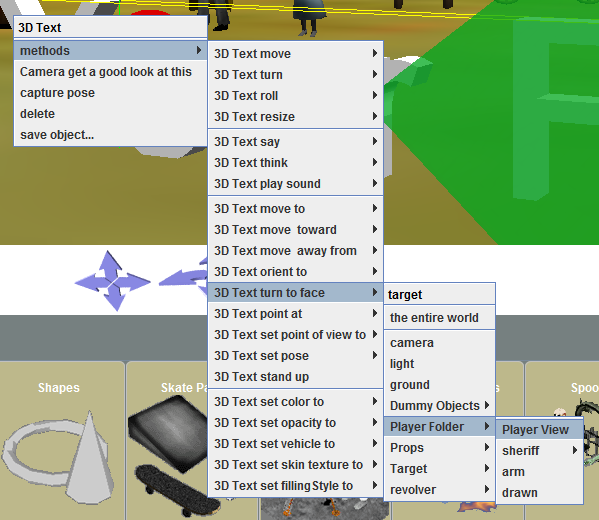 3D Text
methods
Camera get a good look at this
capture pose
delete
save object...
3D Text move
3D Text turn
3D Text roll
3D Text resize
3D Text say
3D Text think
3D Text play sound
3D Text move to
3D Text move toward
3D Text move away from
3D Text orient to
3D Text turn to face
3D Text point at
3D Text set point of view to
3D Text set pose
3D Text stand up
3D Text set color to
3D Text set opacity to
3D Text set vehicle to
3D Text set skin texture to
3D Text set fillingStyle to
target
the entire world
camera
light
ground
Dummy Objects
Player Folder
Props
Target
revolver
Player View
sheriff
arm
drawn
Shapes